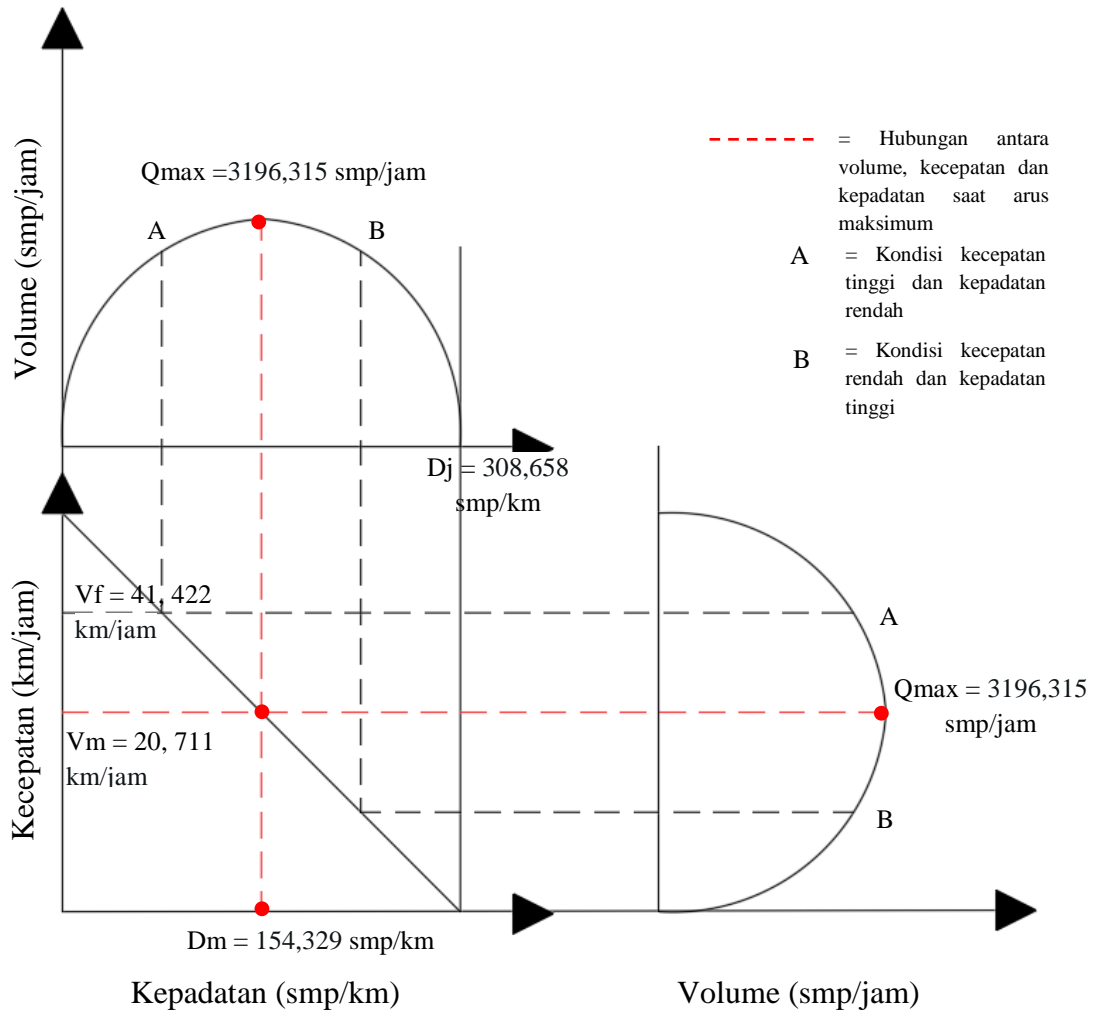 Volume (smp/jam)
Qmax =3196,315 smp/jam
A
B
Dj = 308,658
smp/km
= Hubungan antara
volume, kecepatan dan
kepadatan saat arus
maksimum
A
= Kondisi kecepatan
tinggi dan kepadatan
rendah
B
= Kondisi kecepatan
rendah dan kepadatan
tinggi
Kecepatan (km/jam)
Vf = 41, 422
km/jam
Vm = 20, 711
km/jam
Dm = 154,329 smp/km
Kepadatan (smp/km)
A
Qmax = 3196,315
smp/jam
B
Volume (smp/jam)